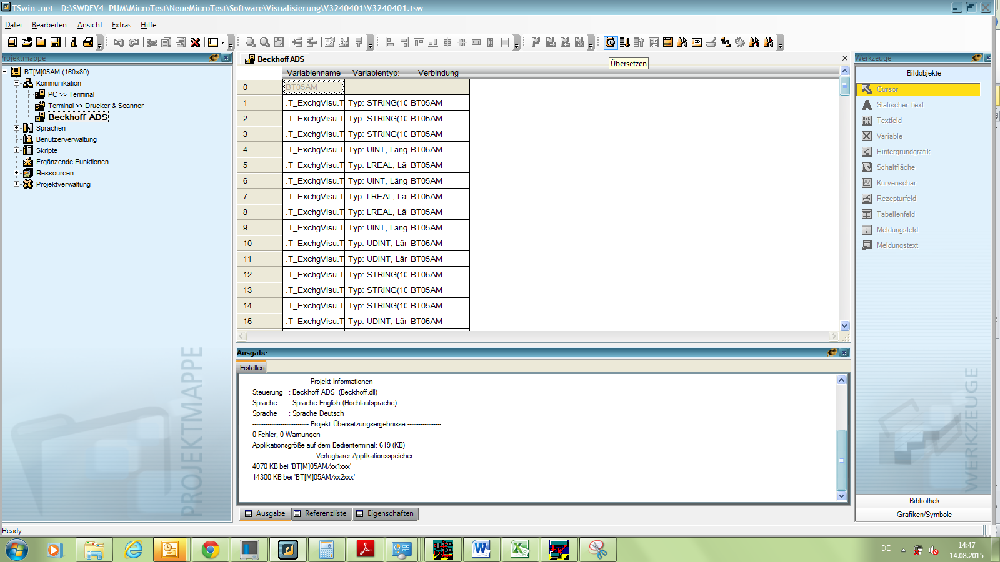 TSwin .net - D:\SWDEV4_PUM\MicroTest\NeueMicroTest\Software\Visualisierung\V3240401\V3240401.tsw
Datei Bearbeiten Ansicht Extras Hilfe
Übersetzen
rojektmappe
BT[M]05AM (160x80)
Kommunikation
PC >> Terminal
Terminal >> Drucker & Scanner
Beckhoff ADS
Sprachen
Benutzerverwaltung
Skripte
Ergänzende Funktionen
Ressourcen
Projektverwaltung
PROJEKTMAPPE
Beckhoff ADS
Variablenname Variablentyp: Verbindung
0 BT05AM
1 .T_ExchgVisu.T Typ: STRING(10 BT05AM
2 .T_ExchgVisu.T Typ: STRING(10 BT05AM
3 .T_ExchgVisu.T Typ: STRING(10 BT05AM
4 .T_ExchgVisu.T Typ: UINT, Läng BT05AM
5 .T_ExchgVisu.T Typ: LREAL, Lä BT05AM
6 .T_ExchgVisu.T Typ: UINT, Läng BT05AM
7 .T_ExchgVisu.T Typ: LREAL, Lä BT05AM
8 .T_ExchgVisu.T Typ: LREAL, Lä BT05AM
9 .T_ExchgVisu.T Typ: UINT, Läng BT05AM
10 .T_ExchgVisu.T Typ: UDINT, Lär BT05AM
11 .T_ExchgVisu.T Typ: UDINT, Lär BT05AM
12 .T_ExchgVisu.T Typ: STRING(10 BT05AM
13 .T_ExchgVisu.T Typ: STRING(10 BT05AM
14 .T_ExchgVisu.T Typ: STRING(10 BT05AM
15 .T_ExchgVisu.T Typ: UDINT, Lär BT05AM
Ausgabe
Erstellen
------------------------------ Projekt Informationen ---------------------------
Steuerung : Beckhoff ADS (Beckhoff.dll)
Sprache : Sprache English (Hochlaufsprache)
Sprache : Sprache Deutsch
------------------------------ Projekt Übersetzungsergebnisse ------------------
0 Fehler, 0 Warnungen
Applikationsgröße auf dem Bedienterminal: 619 (KB)
--------------------------------- Verfügbarer Applikationsspeicher ---------------------------------
4070 KB bei 'BT[M]05AM/xx1xxx'
14300 KB bei 'BT[M]05AM/xx2xxx'
Ausgabe Referenzliste Eigenschaften
Werkzeuge
Bildobjekte
Cursor
Statischer Text
Textfeld
Variable
Hintergrundgrafik
Schaltfläche
Kurvenschar
Rezepturfeld
Tabellenfeld
Meldungsfeld
Meldungstext
WERKZEUGE
Bibliothek
Grafiken/Symbole
Ready
DE
14:47
14.08.2015